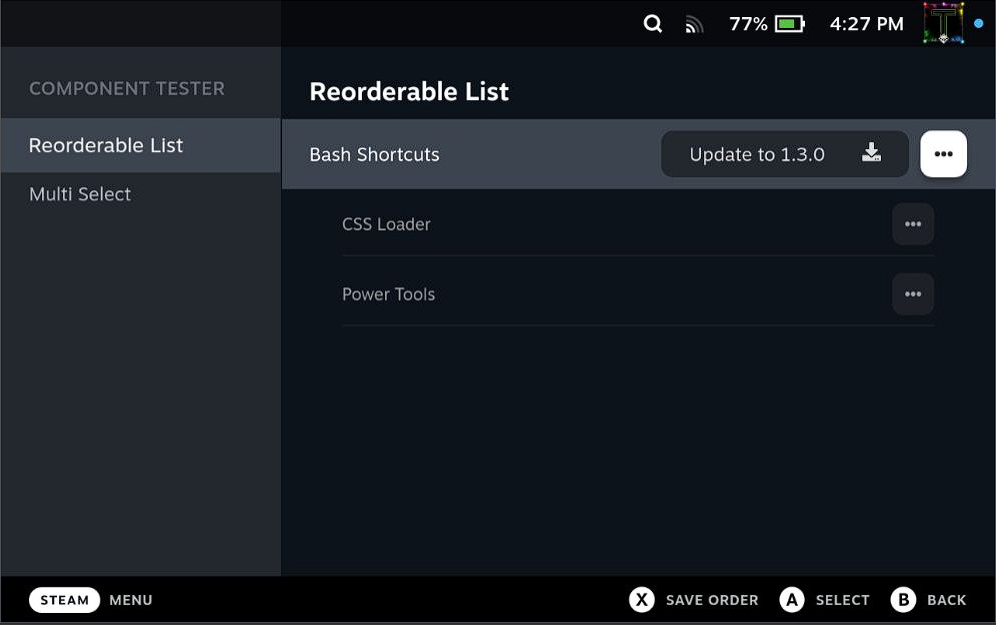 77% 4:27 PM
COMPONENT TESTER
Reorderable List
Multi Select
Reorderable List
Bash Shortcuts Update to 1.3.0
CSS Loader
Power Tools
STEAM MENU X SAVE ORDER A SELECT B BACK